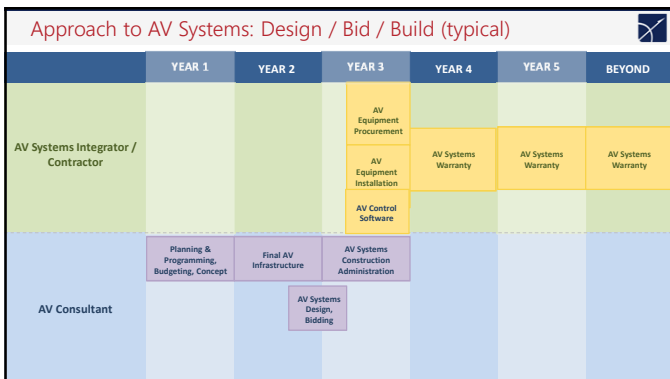 Approach to AV Systems: Design / Bid / Build (typical)
YEAR 1
YEAR 2
YEAR 3
YEAR 4
YEAR 5
BEYOND
AV Systems Integrator /
Contractor
AV
Equipment
Procurement
AV
Equipment
Installation
AV Control
Software
AV Systems
Warranty
AV Systems
Warranty
AV Systems
Warranty
AV Consultant
Planning &
Programming,
Budgeting, Concept
Final AV
Infrastructure
AV Systems
Construction
Administration
AV Systems
Design,
Bidding